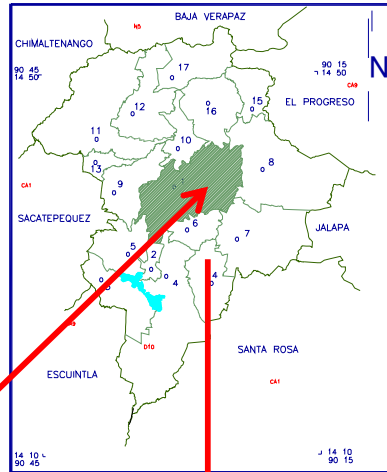 BAJA VERAPAZ
N5
CHIMALTENANGO
90 45
14 50
90 15
14 50
N
17
CA9
12
16
15
EL PROGRESO
11
10
13
8
CA1
9
SACATEPEQUEZ
6
JALAPA
7
5
2
4
D10
SANTA ROSA
ESCUINTLA
CA1
14 10
90 45
14 10
90 15